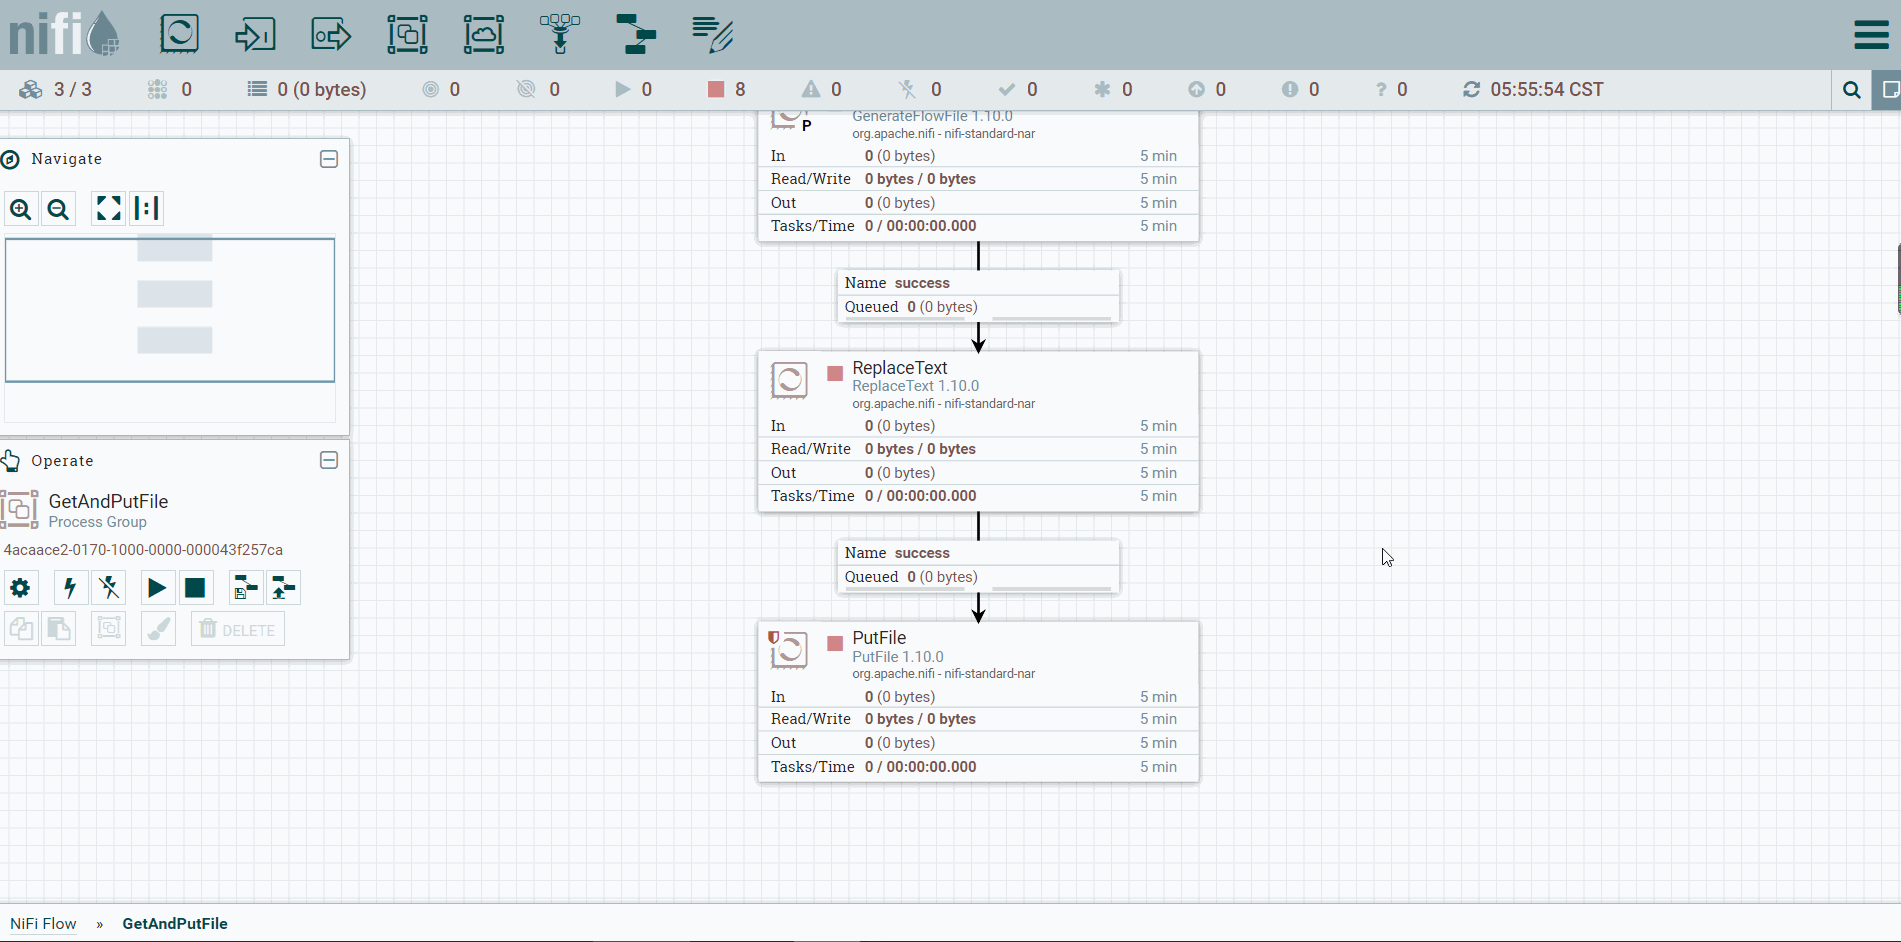 nifi
3 / 3 0 0 (0 bytes) 0 0 0 8 0 0 0 0 0 0 ? 0 05:55:54 CST
Navigate
Operate
GetAndPutFile
Process Group
4acaace2-0170-1000-0000-000043f257ca
DELETE
P
GenerateFlowFile 1.10.0
org.apache.nifi - nifi-standard-nar
In 0 (0 bytes) 5 min
Read/Write 0 bytes / 0 bytes 5 min
Out 0 (0 bytes) 5 min
Tasks/Time 0 / 00:00:00.000 5 min
Name success
Queued 0 (0 bytes)
ReplaceText
ReplaceText 1.10.0
org.apache.nifi - nifi-standard-nar
In 0 (0 bytes) 5 min
Read/Write 0 bytes / 0 bytes 5 min
Out 0 (0 bytes) 5 min
Tasks/Time 0 / 00:00:00.000 5 min
Name success
Queued 0 (0 bytes)
PutFile
PutFile 1.10.0
org.apache.nifi - nifi-standard-nar
In 0 (0 bytes) 5 min
Read/Write 0 bytes / 0 bytes 5 min
Out 0 (0 bytes) 5 min
Tasks/Time 0 / 00:00:00.000 5 min
NiFi Flow » GetAndPutFile